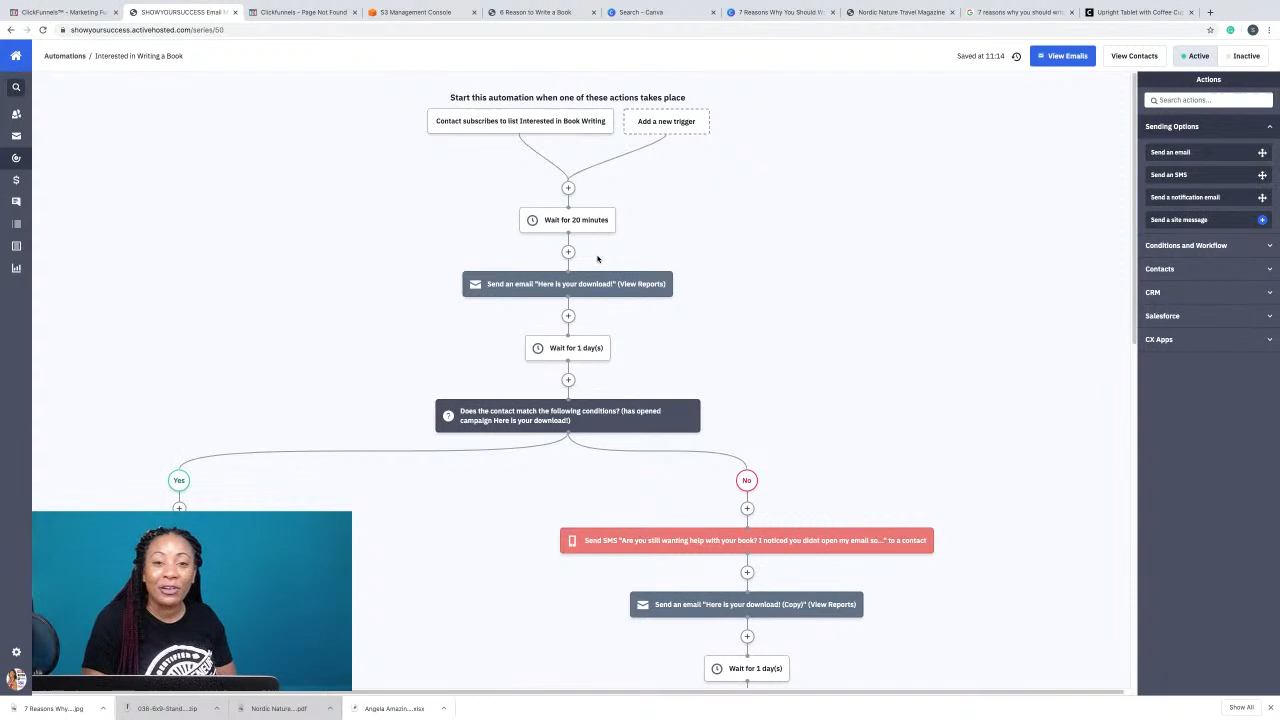 ClickFunnels™ - Marketing Fu
SHOWYOURSUCCESS Email M
Clickfunnels - Page Not Found
S3 Management Console
6 Reason to Write a Book
Search - Canva
7 Reasons Why You Should Wr
Nordic Nature Travel Magazine
7 reasons why you should writ
Upright Tablet with Coffee Cu
showyoursuccess.activehosted.com/series/50
S
Automations / Interested in Writing a Book
Saved at 11:14
View Emails
View Contacts
Active
Inactive
Start this automation when one of these actions takes place
Contact subscribes to list Interested in Book Writing
Add a new trigger
Wait for 20 minutes
Send an email "Here is your download!" (View Reports)
Wait for 1 day(s)
Does the contact match the following conditions? (has opened
campaign Here is your download!)
Yes
No
Send SMS "Are you still wanting help with your book? I noticed you didnt open my email so..." to a contact
Send an email "Here is your download! (Copy)" (View Reports)
Wait for 1 day(s)
Actions
Search actions...
Sending Options
Send an email
Send an SMS
Send a notification email
Send a site message
Conditions and Workflow
Contacts
CRM
Salesforce
CX Apps
7 Reasons Why....jpg
036-6x9-Stand....zip
Nordic Nature....pdf
Angela Amazin....xlsx
Show All